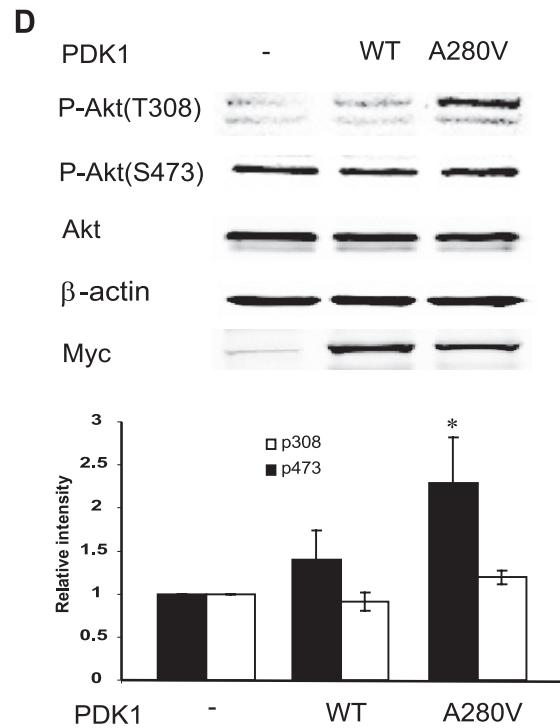 D
PDK1 - WT A280V
P-Akt(T308)
P-Akt(S473)
Akt
β-actin
Myc
3
2.5
2
1.5
1
0.5
0
Relative intensity
p308
p473
*
PDK1 - WT A280V